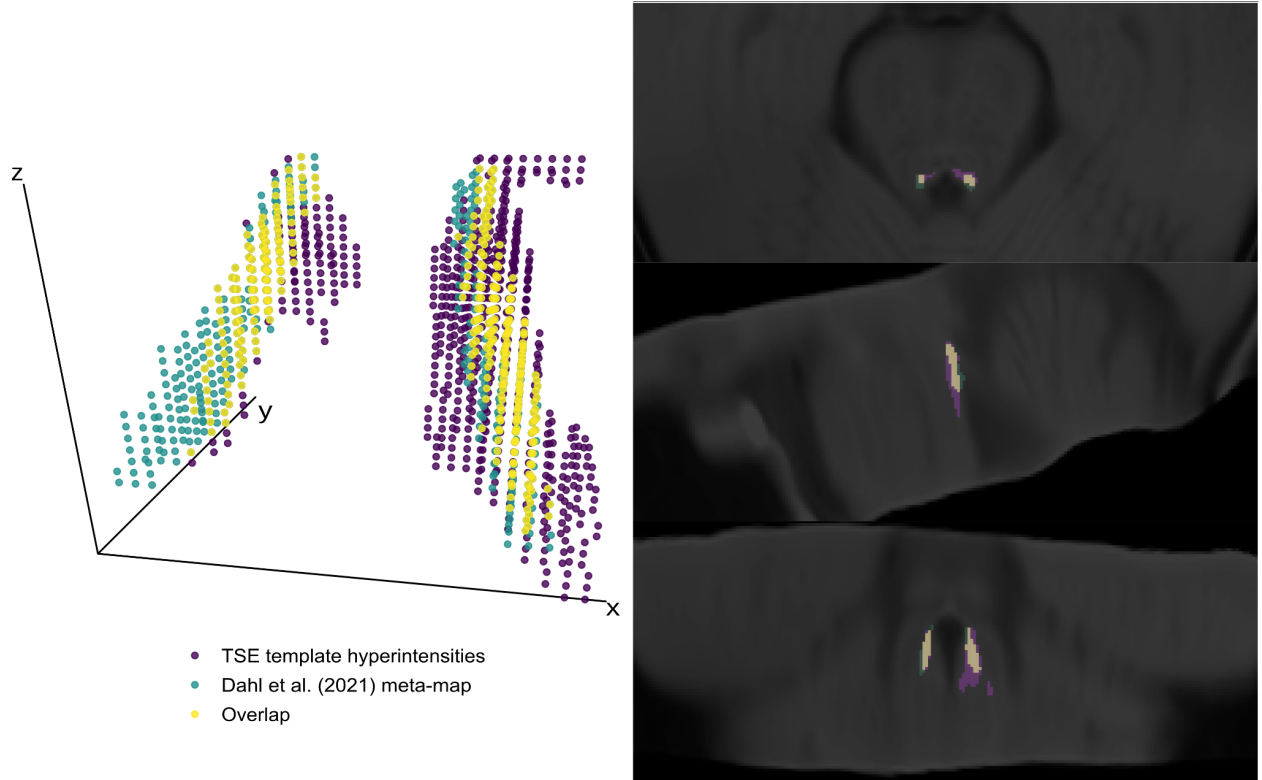 z
y
x
TSE template hyperintensities
Dahl et al. (2021) meta-map
Overlap